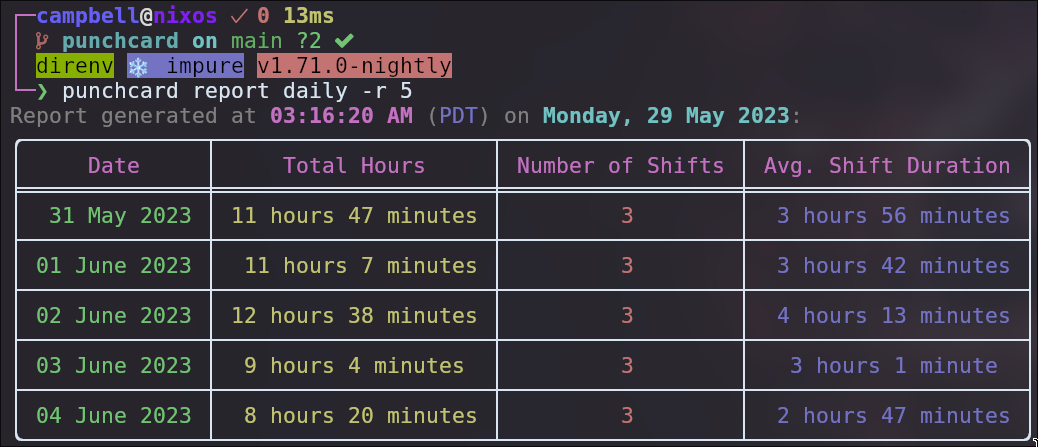 campbell@nixos ✓ 0 13ms
punchcard on main ?2 ✔
direnv ❄️ impure v1.71.0-nightly
❯ punchcard report daily -r 5
Report generated at 03:16:20 AM (PDT) on Monday, 29 May 2023:
Date Total Hours Number of Shifts Avg. Shift Duration
31 May 2023 11 hours 47 minutes 3 3 hours 56 minutes
01 June 2023 11 hours 7 minutes 3 3 hours 42 minutes
02 June 2023 12 hours 38 minutes 3 4 hours 13 minutes
03 June 2023 9 hours 4 minutes 3 3 hours 1 minute
04 June 2023 8 hours 20 minutes 3 2 hours 47 minutes